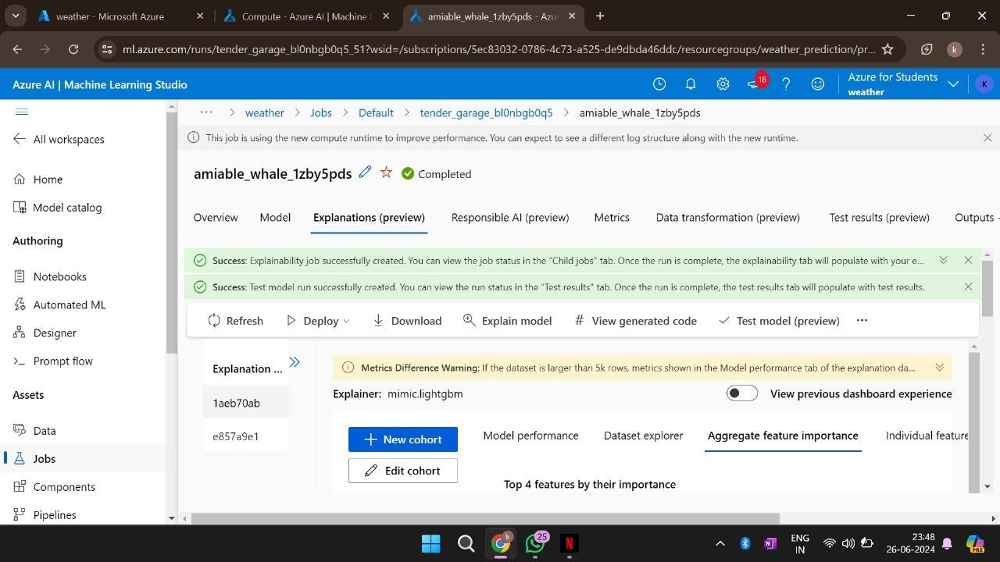 weather - Microsoft Azure
Compute - Azure AI | Machine L
amiable_whale_1zby5pds - Azu
ml.azure.com/runs/tender_garage_bl0nbgb0q5_51?wsid=/subscriptions/5ec83032-0786-4c73-a525-de9dbda46ddc/resourcegroups/weather_prediction/pr...
k
Azure AI | Machine Learning Studio
18
Azure for Students
weather
K
All workspaces
Home
Model catalog
Authoring
Notebooks
Automated ML
Designer
Prompt flow
Assets
Data
Jobs
Components
Pipelines
... > weather > Jobs > Default > tender_garage_bl0nbgb0q5 > amiable_whale_1zby5pds
This job is using the new compute runtime to improve performance. You can expect to see a different log structure along with the new runtime.
amiable_whale_1zby5pds Completed
Overview Model Explanations (preview) Responsible AI (preview) Metrics Data transformation (preview) Test results (preview) Outputs
Success: Explainability job successfully created. You can view the job status in the "Child jobs" tab. Once the run is complete, the explainability tab will populate with your e...
Success: Test model run successfully created. You can view the run status in the "Test results" tab. Once the run is complete, the test results tab will populate with test results.
Refresh Deploy Download Explain model # View generated code Test model (preview) ...
Explanation ...
1aeb70ab
e857a9e1
Metrics Difference Warning: If the dataset is larger than 5k rows, metrics shown in the Model performance tab of the explanation da...
Explainer: mimic.lightgbm
View previous dashboard experience
+ New cohort
Edit cohort
Model performance Dataset explorer Aggregate feature importance Individual feature
Top 4 features by their importance
k
25
N
ENG
IN
23:48
26-06-2024
PRE